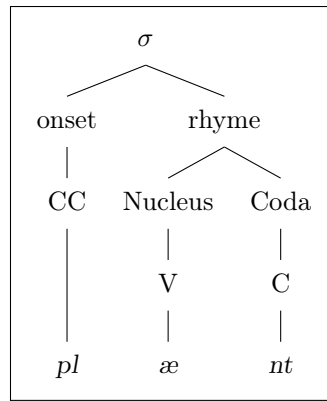 σ
onset rhyme
CC Nucleus Coda
V C
pl æ nt